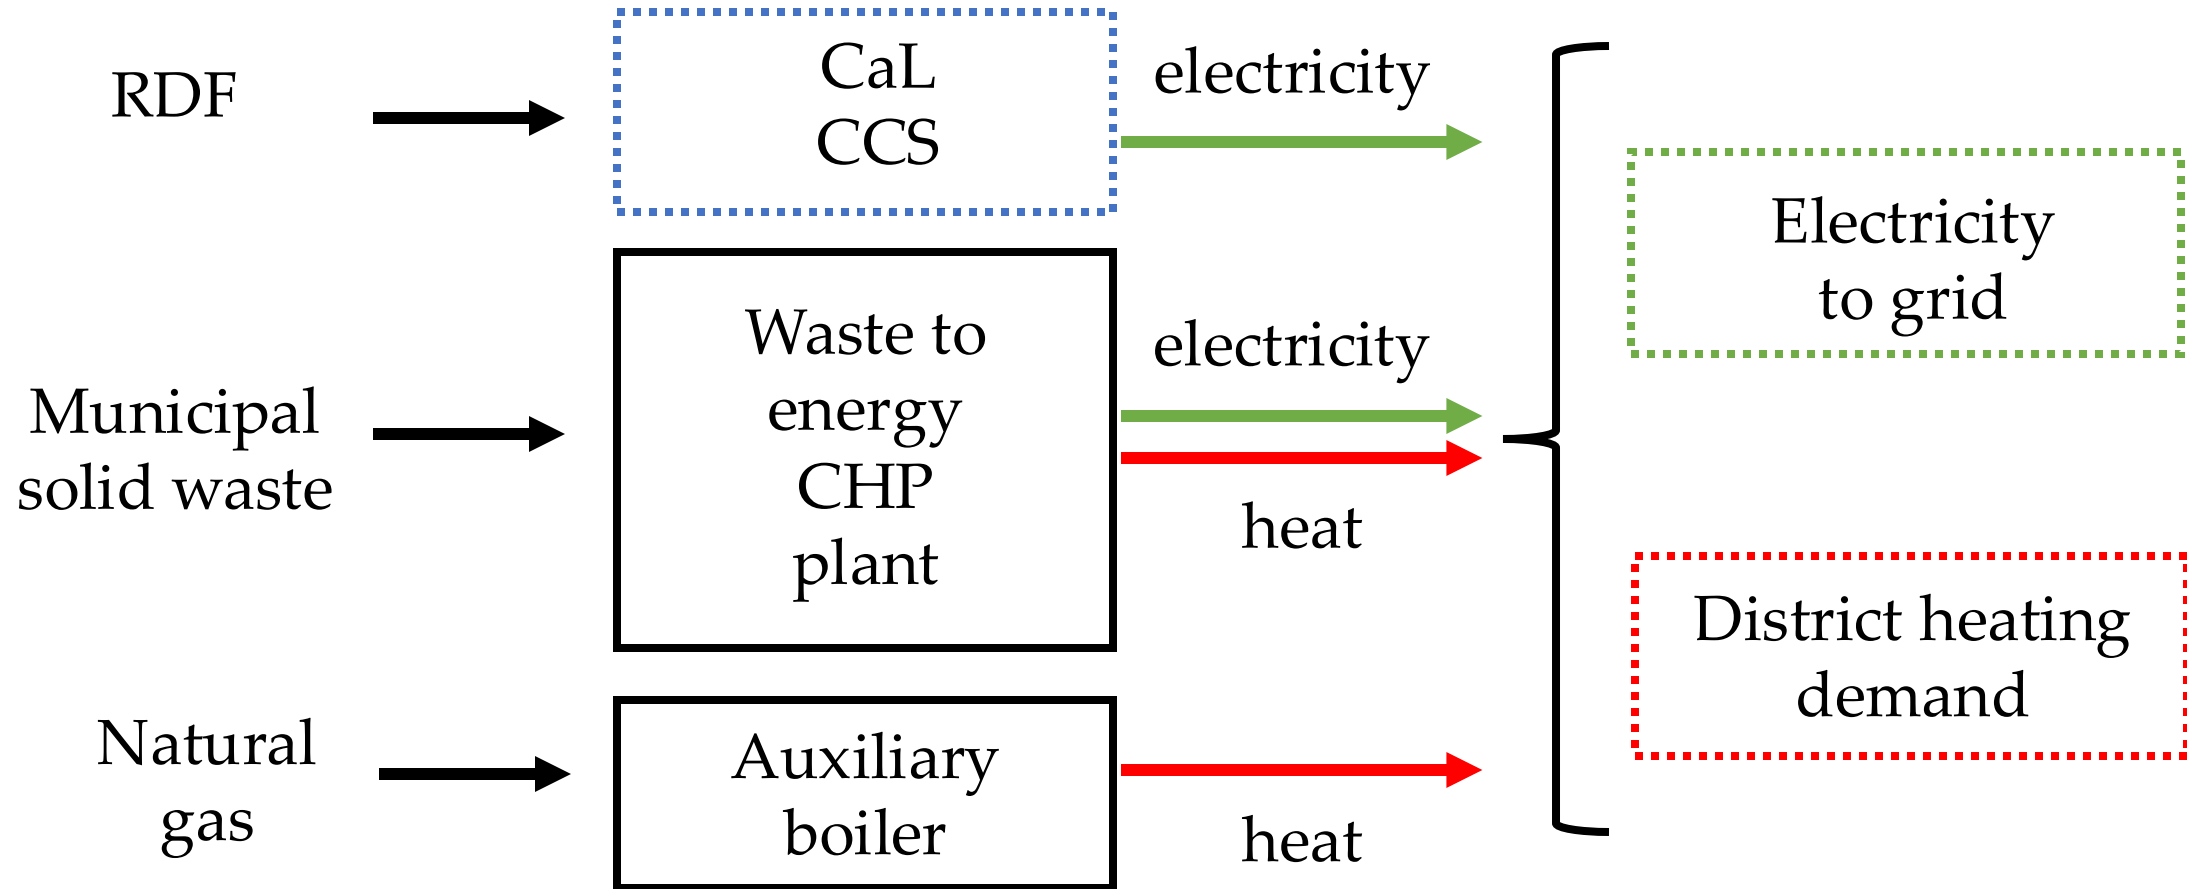 RDF
CaL
CCS
electricity
Municipal
solid waste
Waste to
energy
CHP
plant
electricity
heat
Natural
gas
Auxiliary
boiler
heat
Electricity
to grid
District heating
demand